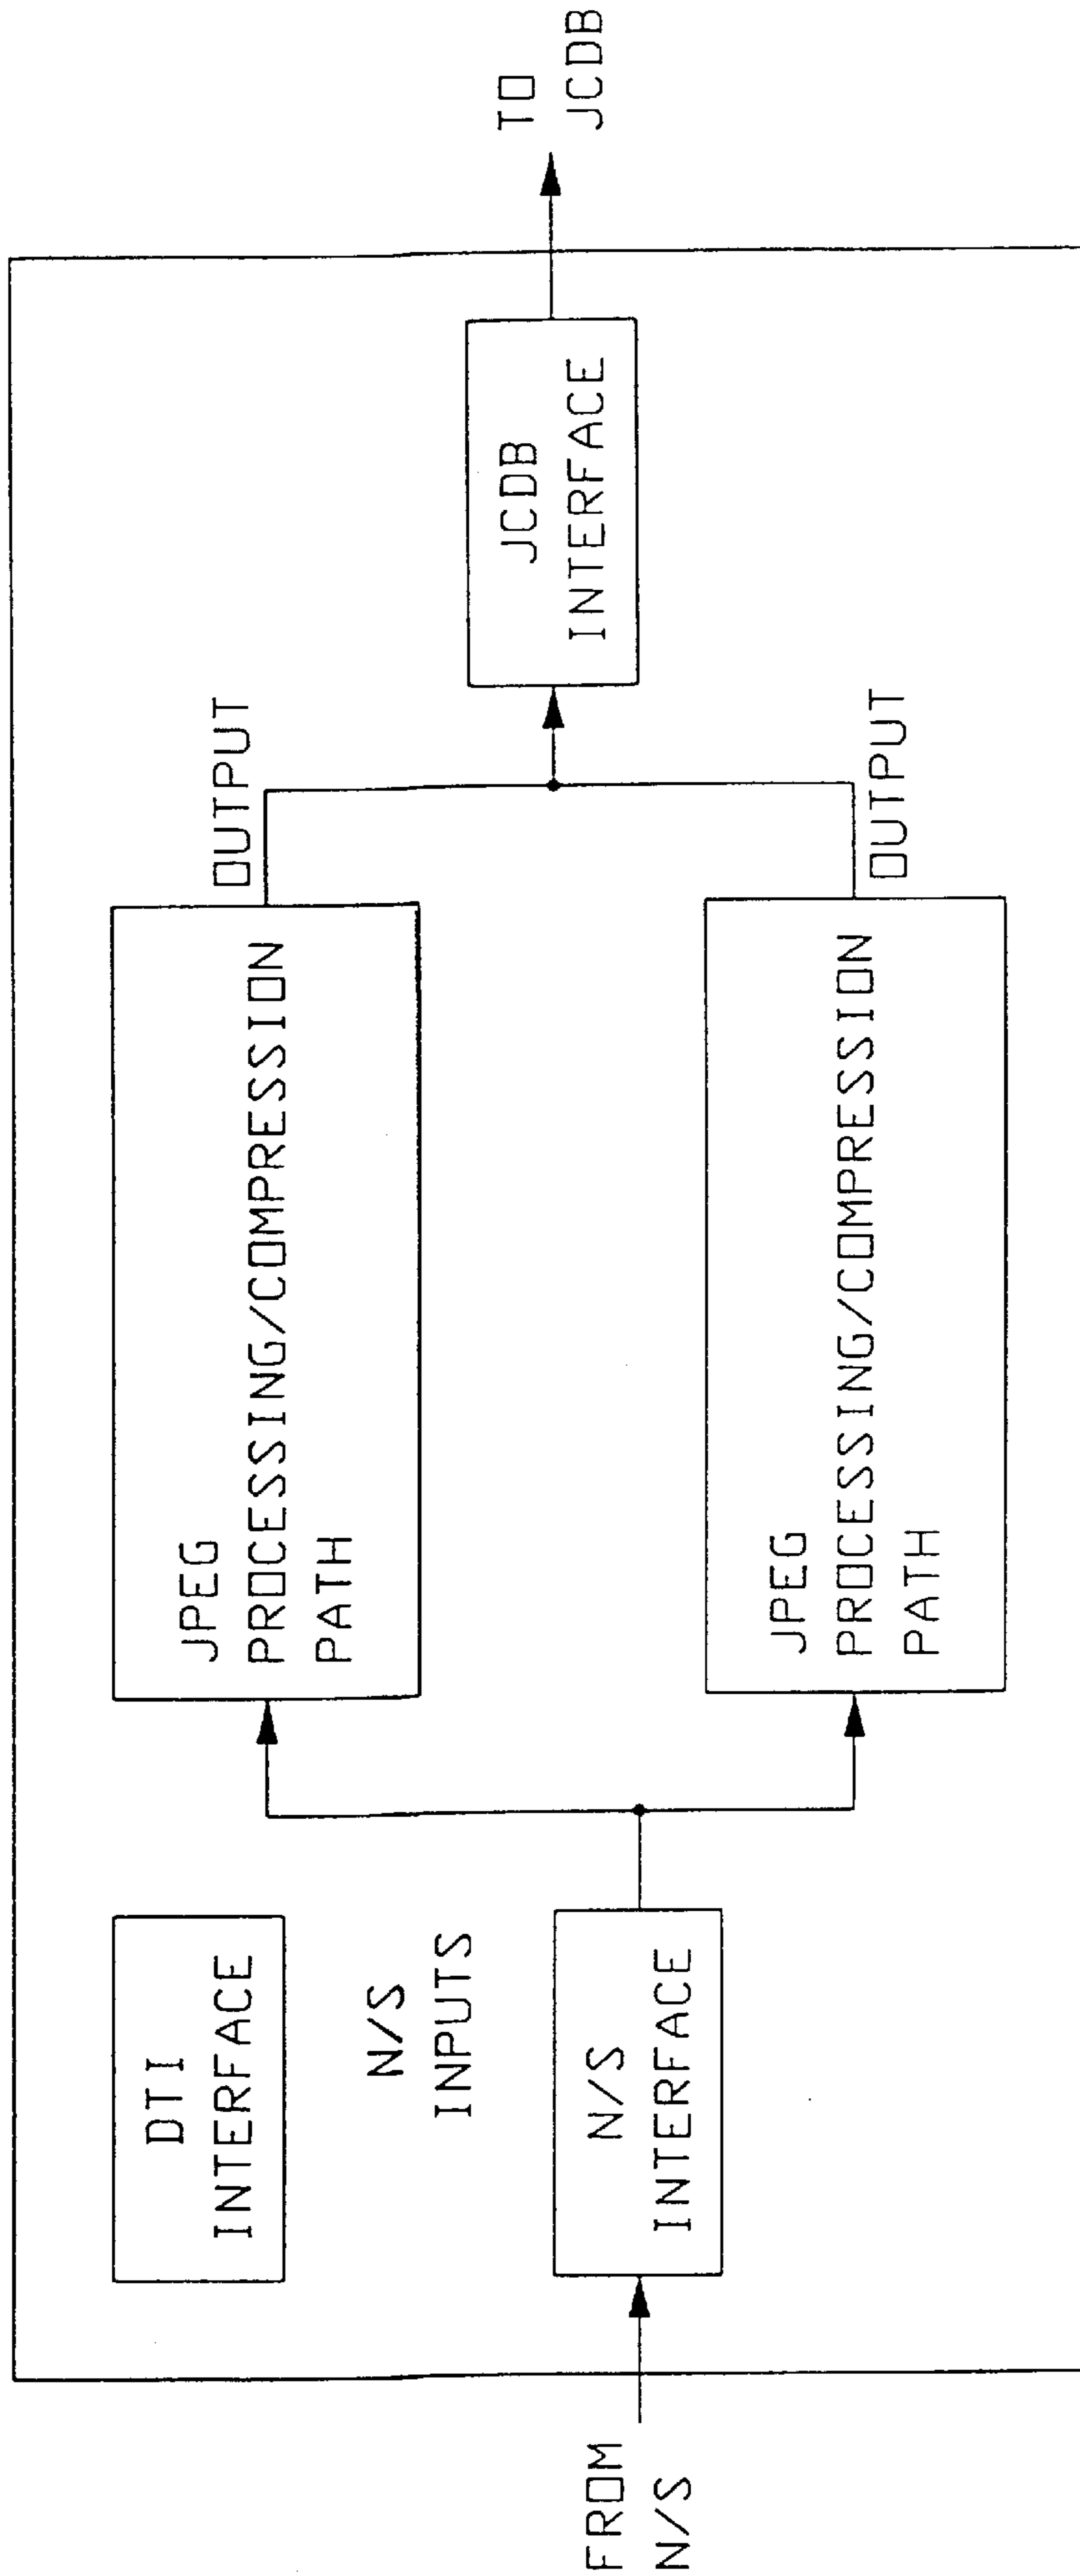 DTI
INTERFACE
N/S
INPUTS
FROM
N/S
N/S
INTERFACE
JPEG
PROCESSING/COMPRESSION
PATH
OUTPUT
JPEG
PROCESSING/COMPRESSION
PATH
OUTPUT
JCDB
INTERFACE
TO
JCDB